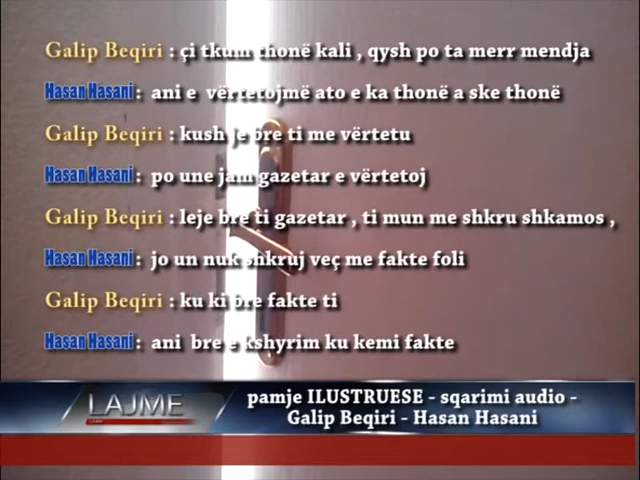 Galip Beqiri : çi tkum thonë kali , qysh po ta merr mendja
Hasan Hasani : ani e vërtetojmë ato e ka thonë a ske thonë
Galip Beqiri : kush je bre ti me vërtetu
Hasan Hasani : po une jam gazetar e vërtetoj
Galip Beqiri : leje bre ti gazetar , ti mun me shkru shkamos ,
Hasan Hasani : jo un nuk shkruj veç me fakte foli
Galip Beqiri : ku ki bre fakte ti
Hasan Hasani : ani bre e kshyrim ku kemi fakte
LAJME
pamje ILUSTRUESE - sqarimi audio -
Galip Beqiri - Hasan Hasani